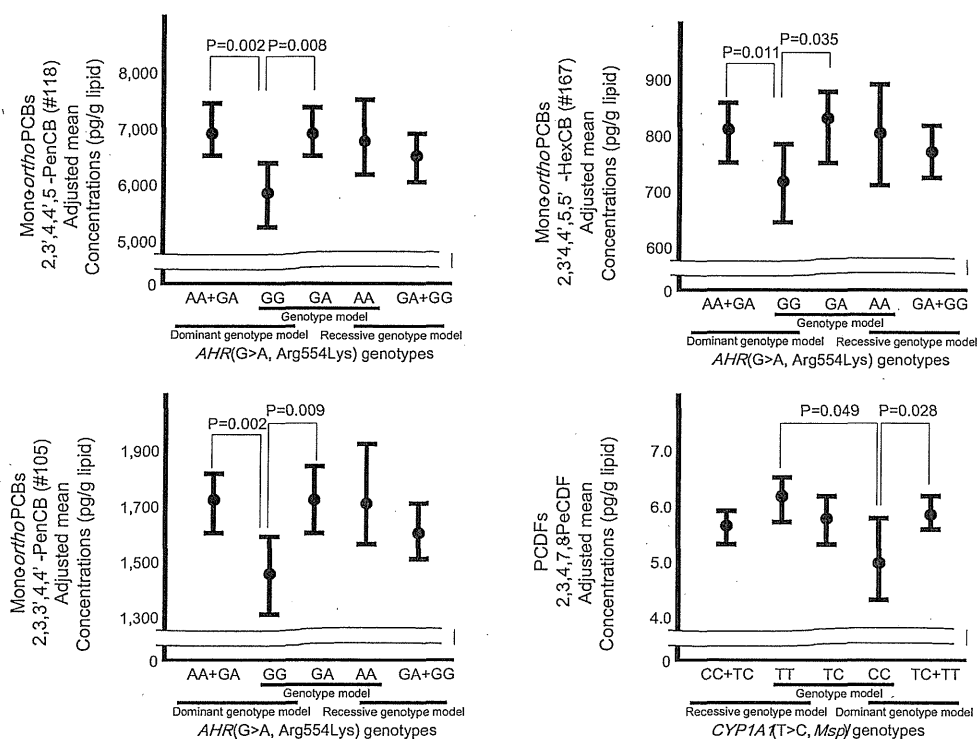 P=0.002 P=0.008
8,000
7,000
6,000
5,000
0
Mono-ortho PCBs
2,3',4,4',5 -PenCB (#118)
Adjusted mean
Concentrations (pg/g lipid)
AA+GA GG GA AA GA+GG
Genotype model
Dominant genotype model Recessive genotype model
AHR(G>A, Arg554Lys) genotypes
P=0.011 P=0.035
900
800
700
600
0
Mono-ortho PCBs
2,3'4,4',5,5' -HexCB (#167)
Adjusted mean
Concentrations (pg/g lipid)
AA+GA GG GA AA GA+GG
Genotype model
Dominant genotype model Recessive genotype model
AHR(G>A, Arg554Lys) genotypes
P=0.002 P=0.009
1,900
1,700
1,500
1,300
0
Mono-ortho PCBs
2,3,3',4,4' -PenCB (#105)
Adjusted mean
Concentrations (pg/g lipid)
AA+GA GG GA AA GA+GG
Genotype model
Dominant genotype model Recessive genotype model
AHR(G>A, Arg554Lys) genotypes
P=0.049 P=0.028
7.0
6.0
5.0
4.0
0
PCDFs
2,3,4,7,8PeCDF
Adjusted mean
Concentrations (pg/g lipid)
CC+TC TT TC CC TC+TT
Genotype model
Recessive genotype model Dominant genotype model
CYP1A1(T>C, MspI) genotypes